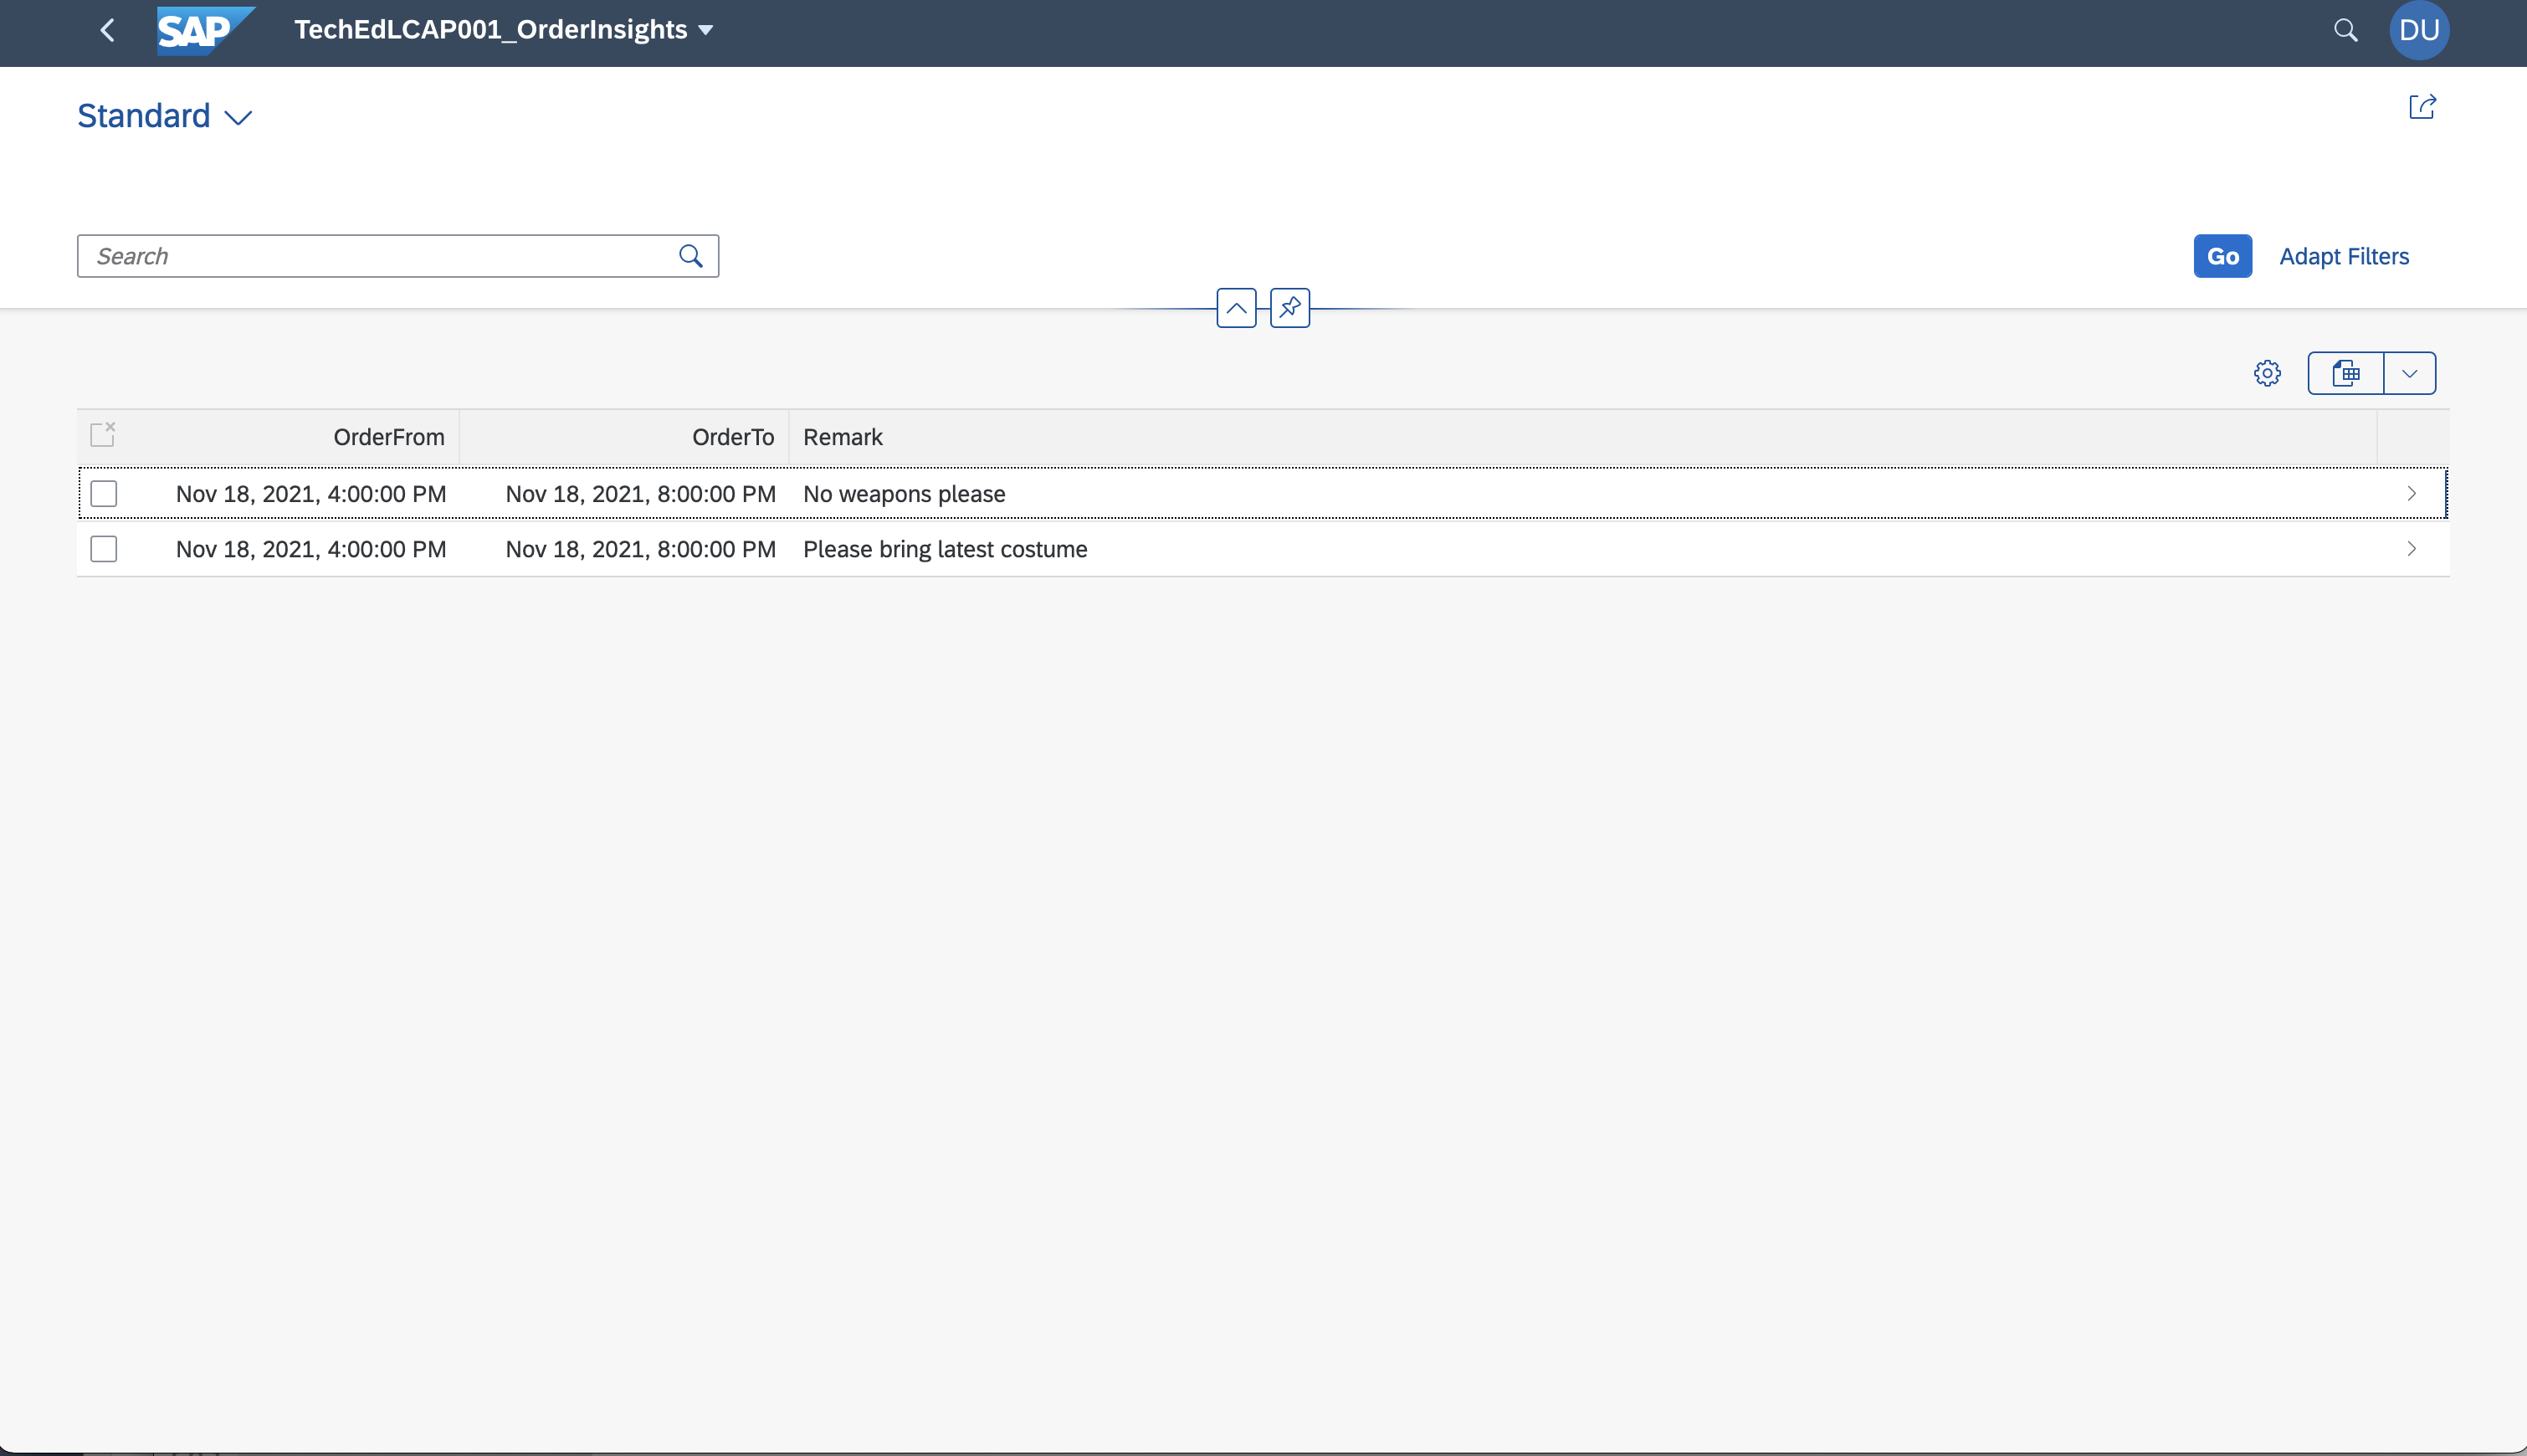 SAP TechEdLCAP001_OrderInsights DU
Standard
Search Go Adapt Filters
OrderFrom OrderTo Remark
Nov 18, 2021, 4:00:00 PM Nov 18, 2021, 8:00:00 PM No weapons please
Nov 18, 2021, 4:00:00 PM Nov 18, 2021, 8:00:00 PM Please bring latest costume